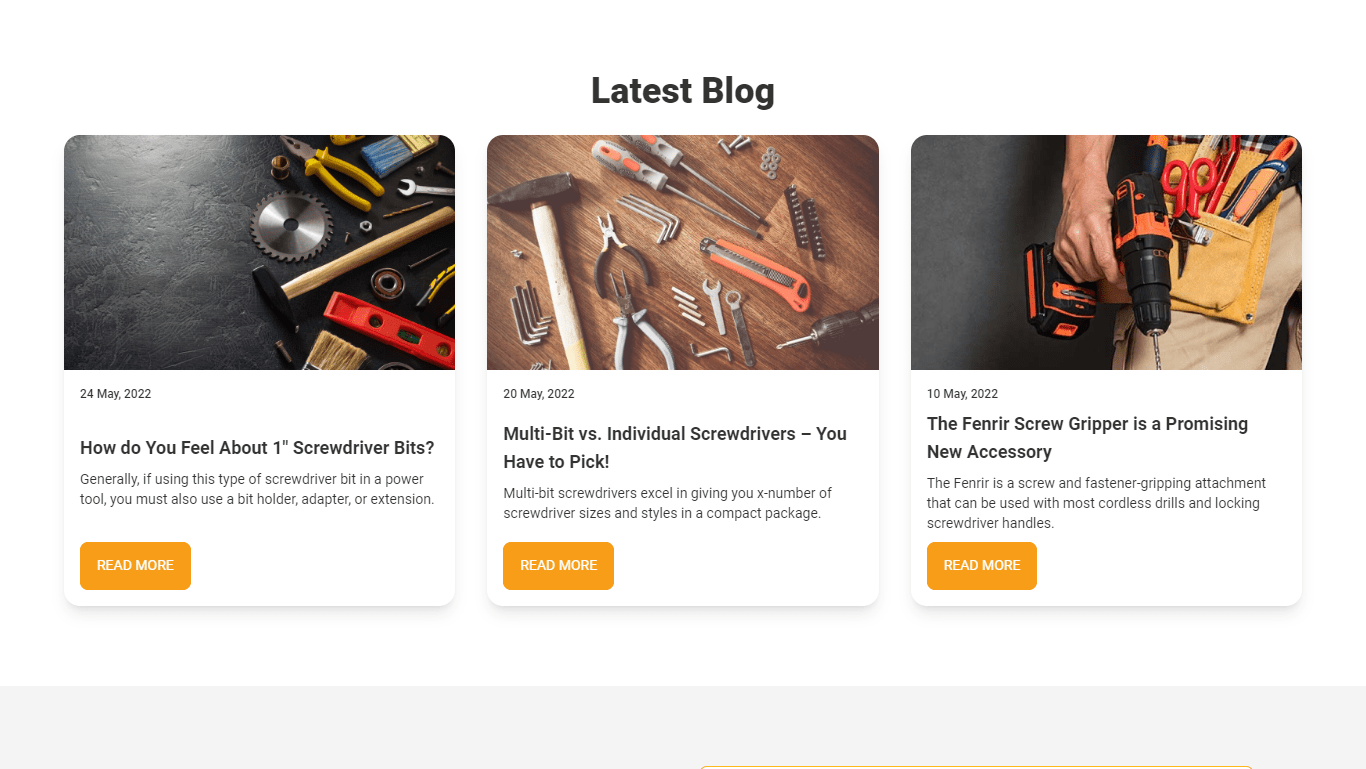 Latest Blog
24 May, 2022
How do You Feel About 1" Screwdriver Bits?
Generally, if using this type of screwdriver bit in a power
tool, you must also use a bit holder, adapter, or extension.
READ MORE
20 May, 2022
Multi-Bit vs. Individual Screwdrivers – You
Have to Pick!
Multi-bit screwdrivers excel in giving you x-number of
screwdriver sizes and styles in a compact package.
READ MORE
10 May, 2022
The Fenrir Screw Gripper is a Promising
New Accessory
The Fenrir is a screw and fastener-gripping attachment
that can be used with most cordless drills and locking
screwdriver handles.
READ MORE